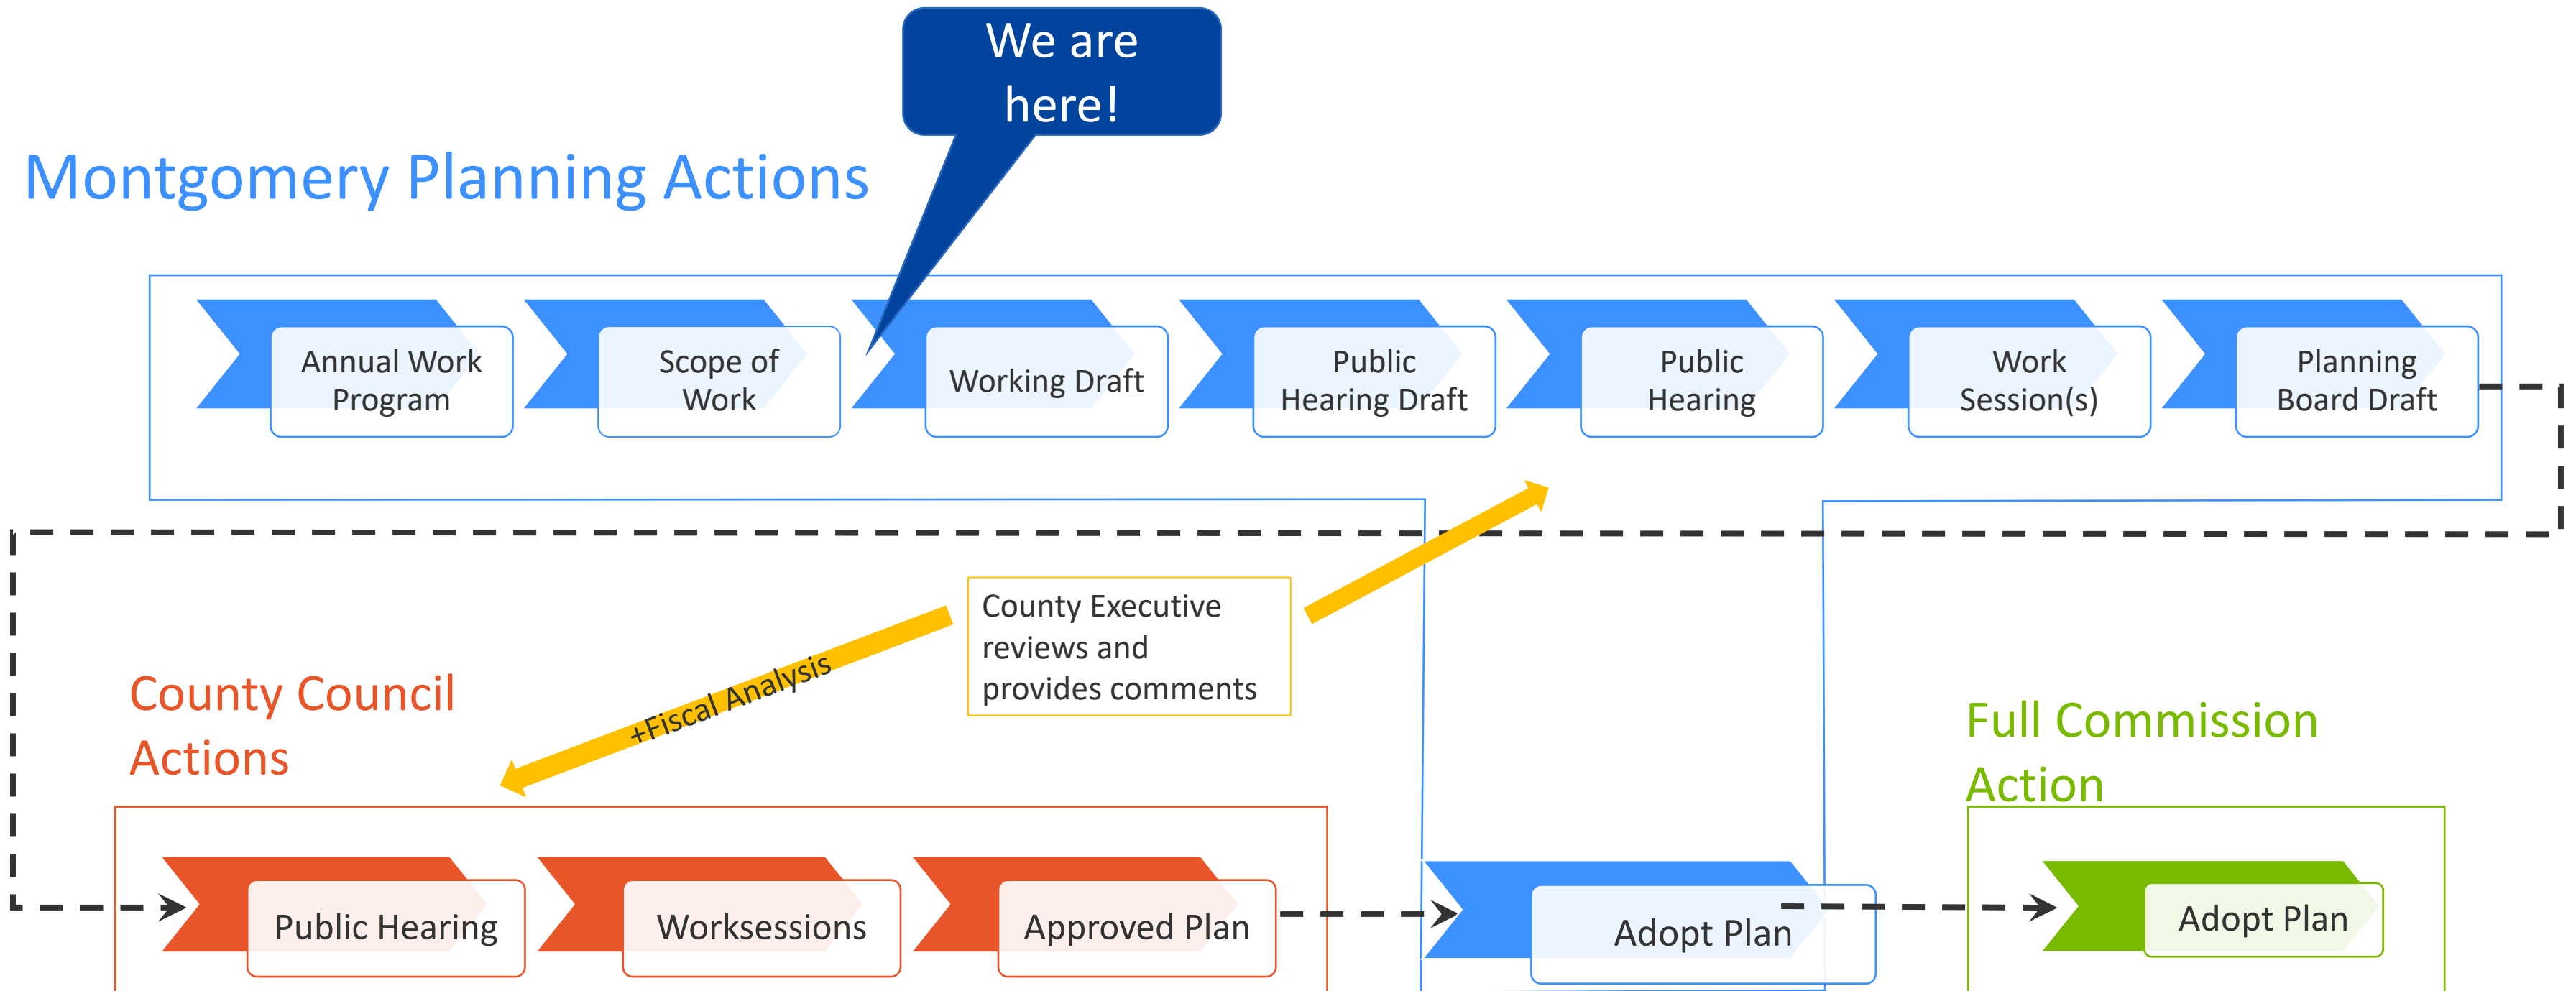 We are
here!
Montgomery Planning Actions
Annual Work
Program
Scope of
Work
Working Draft
Public
Hearing Draft
Public
Hearing
Work
Session(s)
Planning
Board Draft
County Executive
reviews and
provides comments
+Fiscal Analysis
County Council
Actions
Full Commission
Action
Public Hearing
Worksessions
Approved Plan
Adopt Plan
Adopt Plan